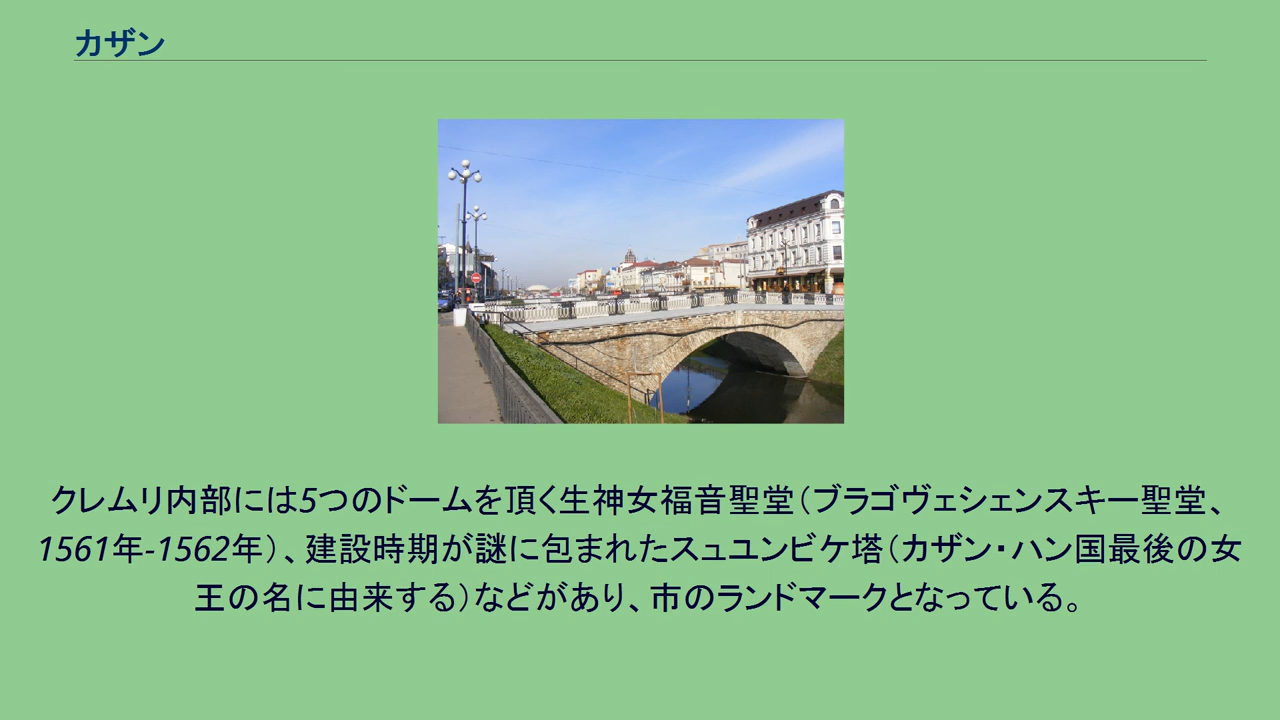 カザン
クレムリ内部には5つのドームを頂く生神女福音聖堂（ブラゴヴェシェンスキー聖堂、
1561年-1562年）、建設時期が謎に包まれたスュユンビケ塔（カザン・ハン国最後の女
王の名に由来する）などがあり、市のランドマークとなっている。